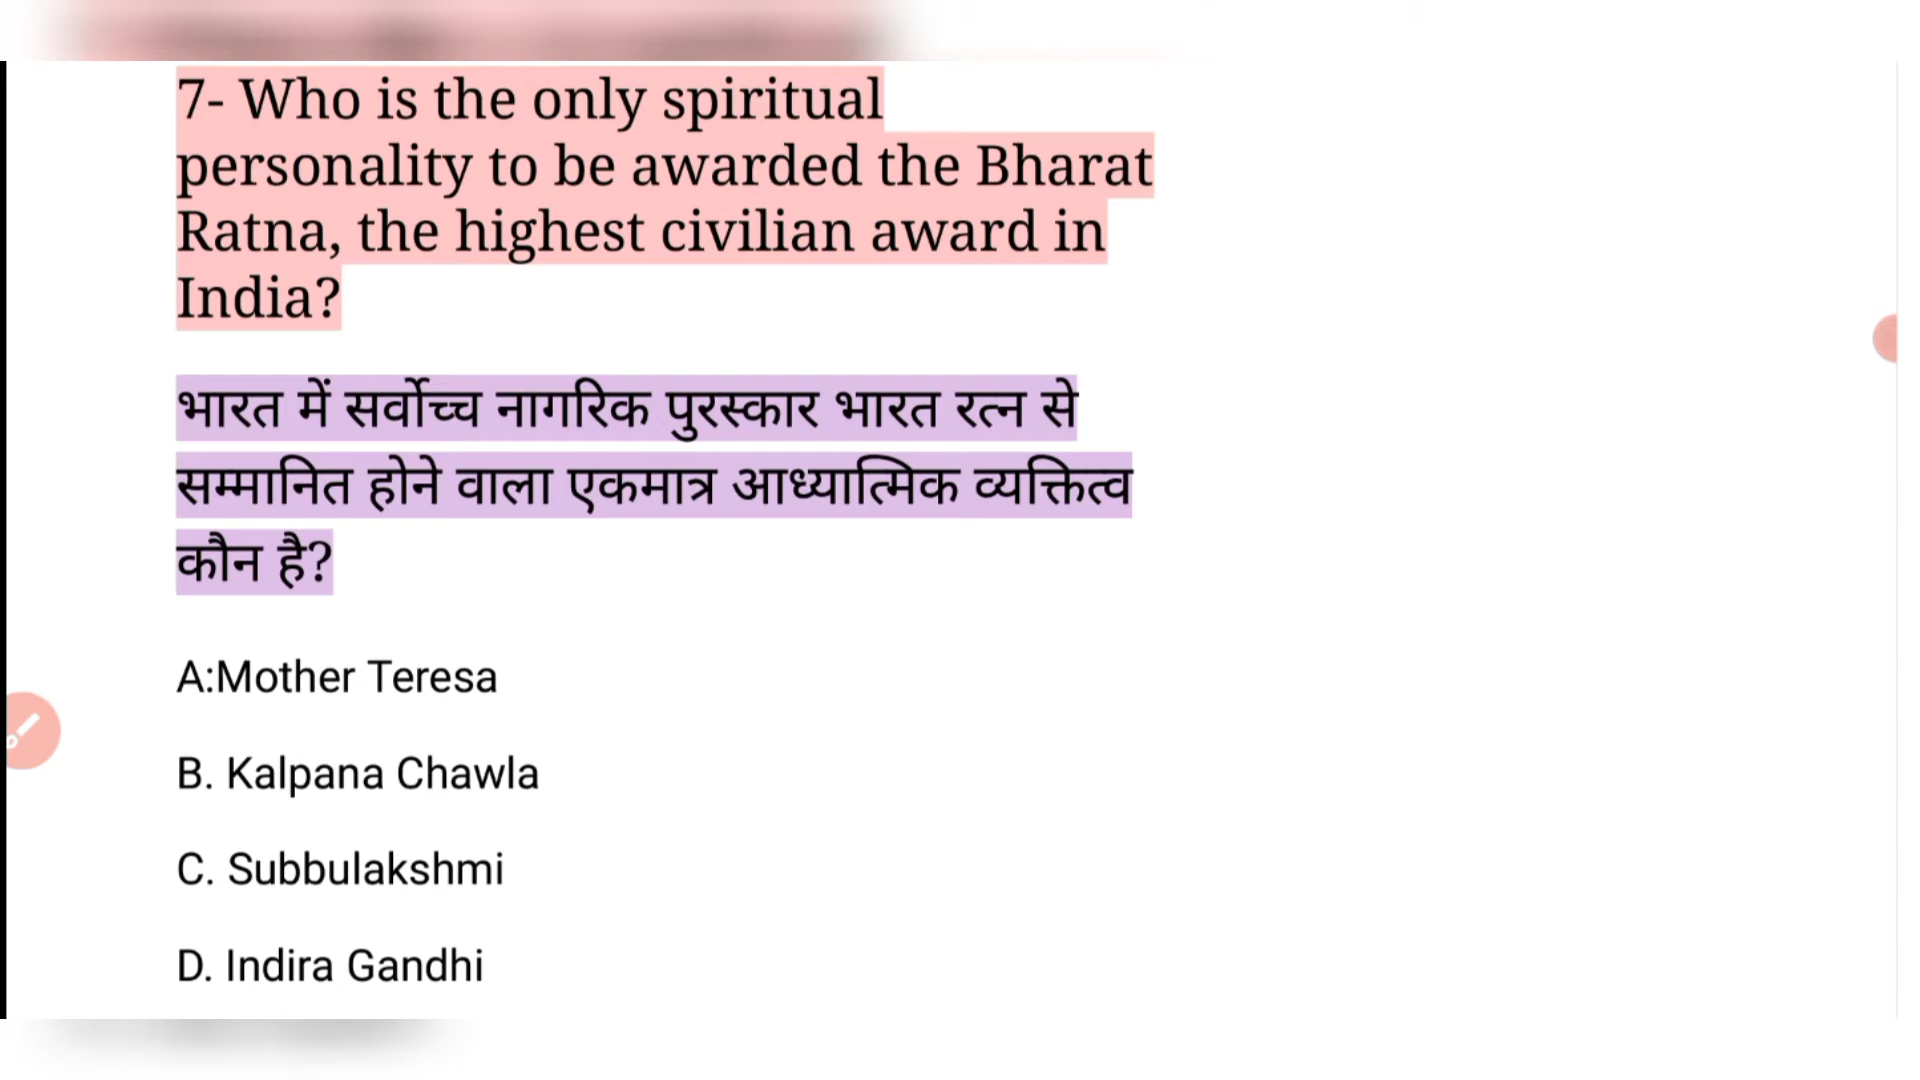 7- Who is the only spiritual
personality to be awarded the Bharat
Ratna, the highest civilian award in
India?
भारत में सर्वोच्च नागरिक पुरस्कार भारत रत्न से
सम्मानित होने वाला एकमात्र आध्यात्मिक व्यक्तित्व
कौन है?
A:Mother Teresa
B. Kalpana Chawla
C. Subbulakshmi
D. Indira Gandhi